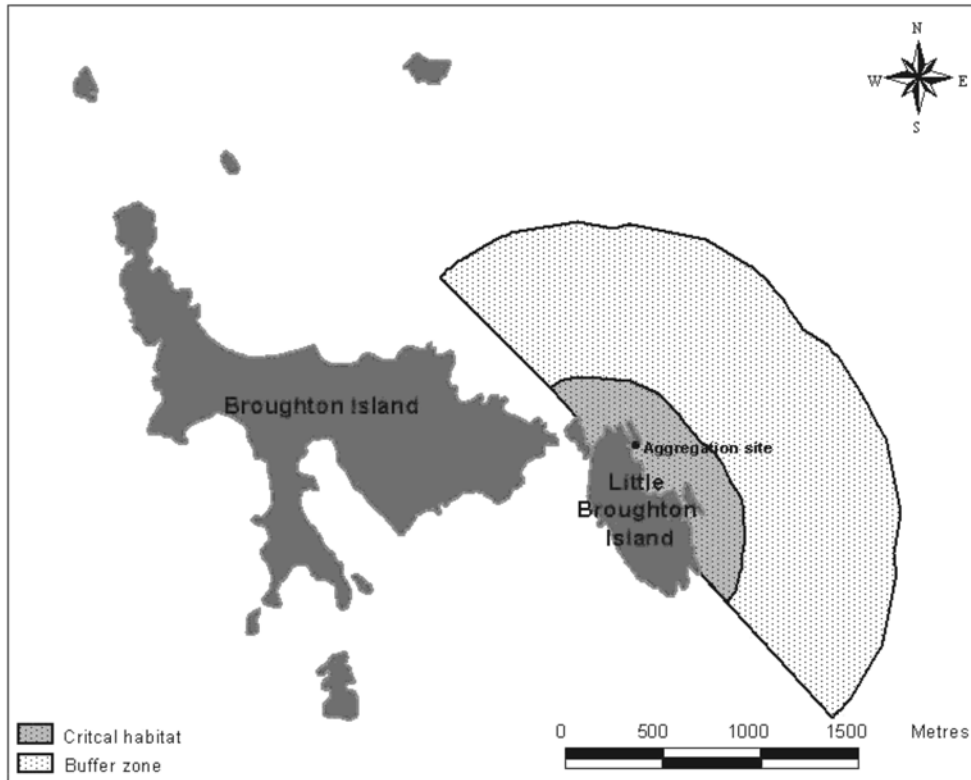 N
W E
S
Broughton Island
Aggregation site
Little
Broughton
Island
Critcal habitat
Buffer zone
0 500 1000 1500 Metres